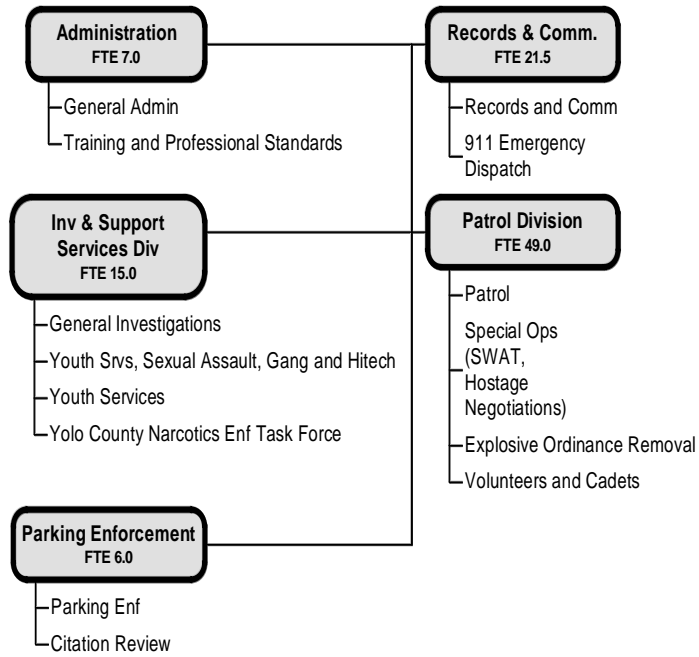 Administration
FTE 7.0
General Admin
Training and Professional Standards
Records & Comm.
FTE 21.5
Records and Comm
911 Emergency
Dispatch
Inv & Support
Services Div
FTE 15.0
General Investigations
Youth Srvs, Sexual Assault, Gang and Hitech
Youth Services
Yolo County Narcotics Enf Task Force
Patrol Division
FTE 49.0
Patrol
Special Ops
(SWAT,
Hostage
Negotiations)
Explosive Ordinance Removal
Volunteers and Cadets
Parking Enforcement
FTE 6.0
Parking Enf
Citation Review